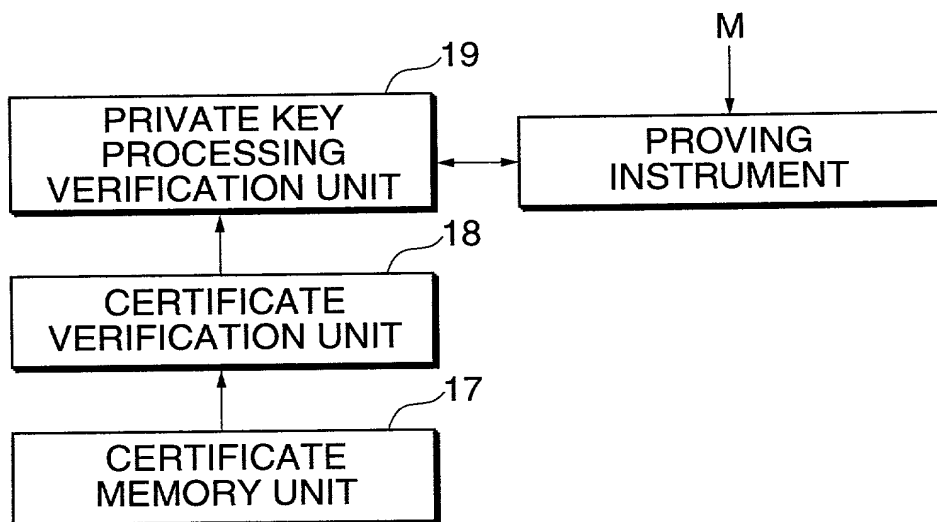 M
19
PRIVATE KEY
PROCESSING
VERIFICATION UNIT
PROVING
INSTRUMENT
18
CERTIFICATE
VERIFICATION UNIT
17
CERTIFICATE
MEMORY UNIT